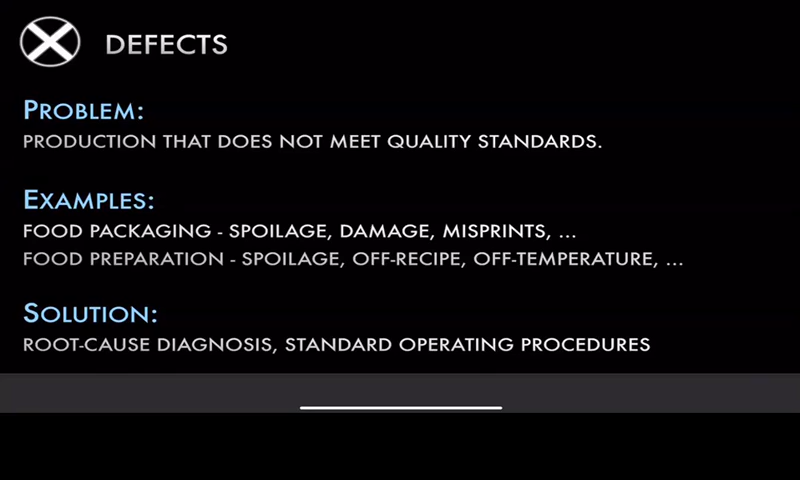 DEFECTS
PROBLEM:
PRODUCTION THAT DOES NOT MEET QUALITY STANDARDS.
EXAMPLES:
FOOD PACKAGING - SPOILAGE, DAMAGE, MISPRINTS, ...
FOOD PREPARATION - SPOILAGE, OFF-RECIPE, OFF-TEMPERATURE, ...
SOLUTION:
ROOT-CAUSE DIAGNOSIS, STANDARD OPERATING PROCEDURES